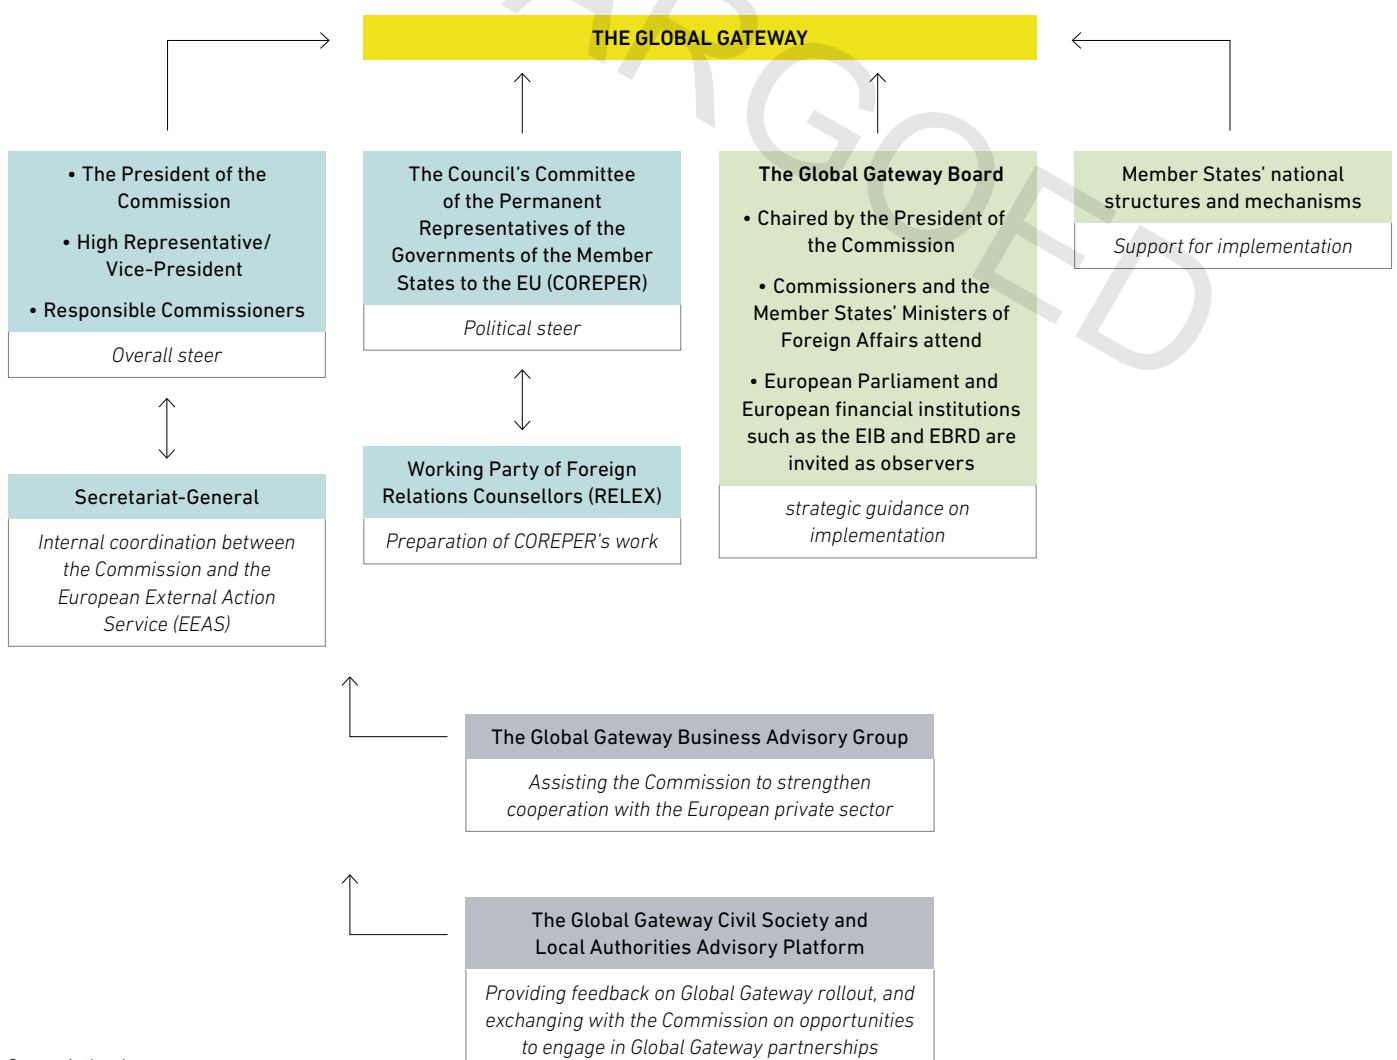 THE GLOBAL GATEWAY
• The President of the
Commission
• High Representative/
Vice-President
• Responsible Commissioners
Overall steer
Secretariat-General
Internal coordination between
the Commission and the
European External Action
Service (EEAS)
The Council's Committee
of the Permanent
Representatives of the
Governments of the Member
States to the EU (COREPER)
Political steer
Working Party of Foreign
Relations Counsellors (RELEX)
Preparation of COREPER's work
The Global Gateway Board
• Chaired by the President of
the Commission
• Commissioners and the
Member States' Ministers of
Foreign Affairs attend
• European Parliament and
European financial institutions
such as the EIB and EBRD are
invited as observers
strategic guidance on
implementation
Member States' national
structures and mechanisms
Support for implementation
The Global Gateway Business Advisory Group
Assisting the Commission to strengthen
cooperation with the European private sector
The Global Gateway Civil Society and
Local Authorities Advisory Platform
Providing feedback on Global Gateway rollout, and
exchanging with the Commission on opportunities
to engage in Global Gateway partnerships
ARGOED